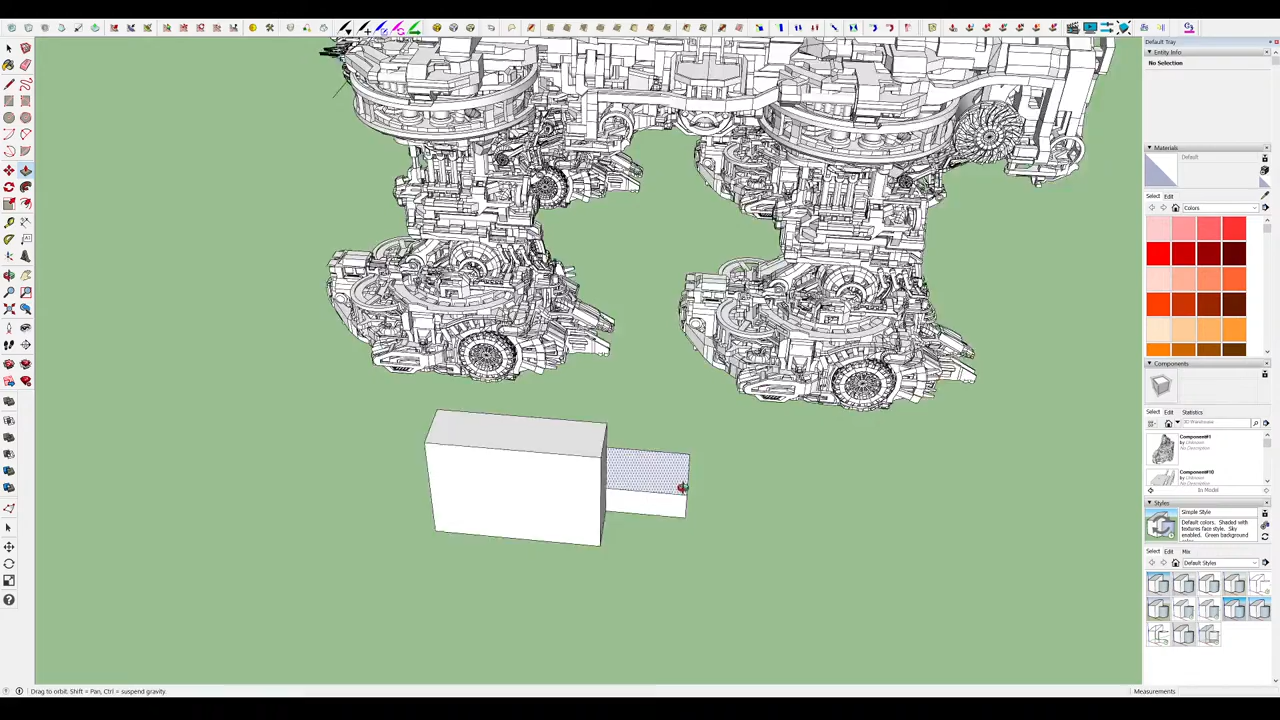 Default Tray
Entity Info
No Selection
Materials
Default
Select Edit
Colors
Components
Select Edit Statistics
3D Warehouse
Component#1
by Unknown
No Description
Component#10
by Unknown
No Description
In Model
Styles
Simple Style
Default colors. Shaded with
textures face style. Sky
enabled. Green background
color.
Select Edit Mix
Default Styles
Drag to orbit. Shift = Pan, Ctrl = suspend gravity.
Measurements